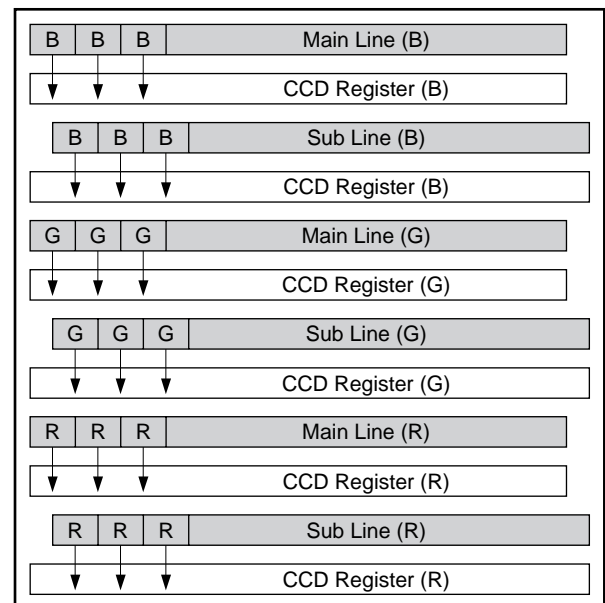 B B B Main Line (B)
CCD Register (B)
B B B Sub Line (B)
CCD Register (B)
G G G Main Line (G)
CCD Register (G)
G G G Sub Line (G)
CCD Register (G)
R R R Main Line (R)
CCD Register (R)
R R R Sub Line (R)
CCD Register (R)